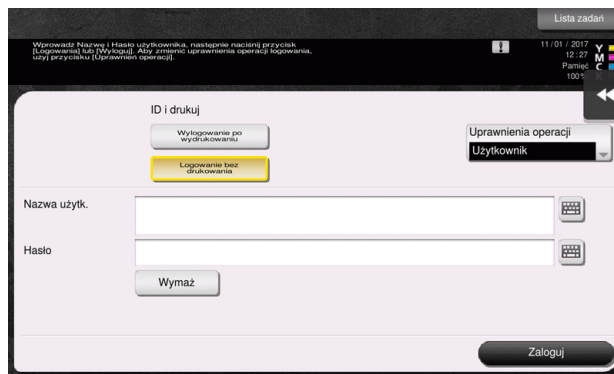 Lista zadań
Wprowadź Nazwę i Hasło użytkownika, następnie naciśnij przycisk
[Logowania] lub [Wyloguj]. Aby zmienić uprawnienia operacji logowania,
użyj przycisku [Uprawnień operacji].
11/01 / 2017
12:27
Pamięć
100%
Y
M
C
K
ID i drukuj
Wylogowanie po
wydrukowaniu
Logowanie bez
drukowania
Uprawnienia operacji
Użytkownik
Nazwa użytk.
Hasło
Wymaż
Zaloguj